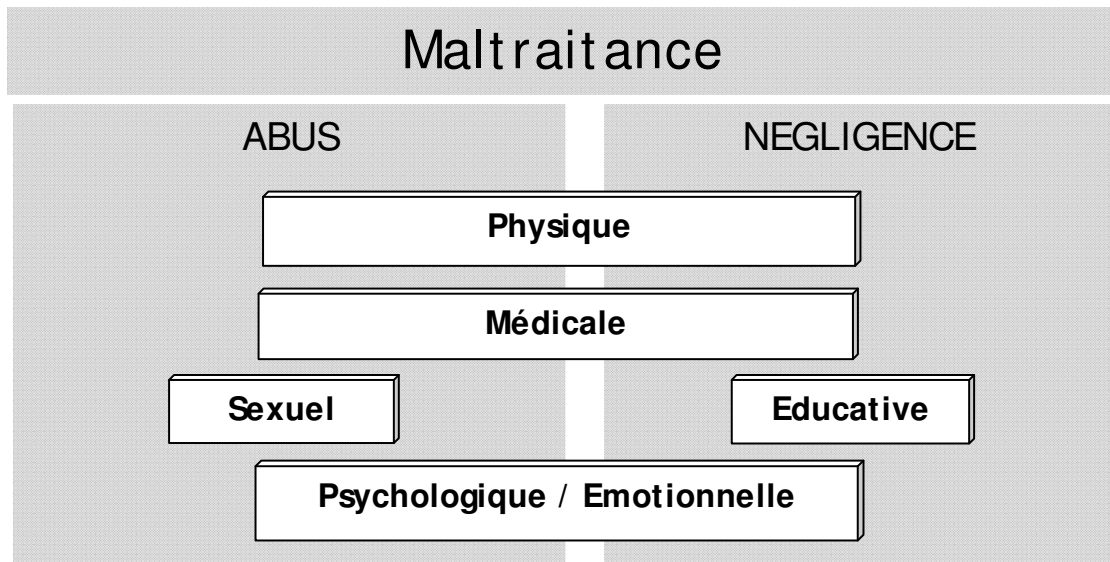 Maltraitance
ABUS
NEGLIGENCE
Physique
Médicale
Sexuel
Educative
Psychologique / Emotionnelle